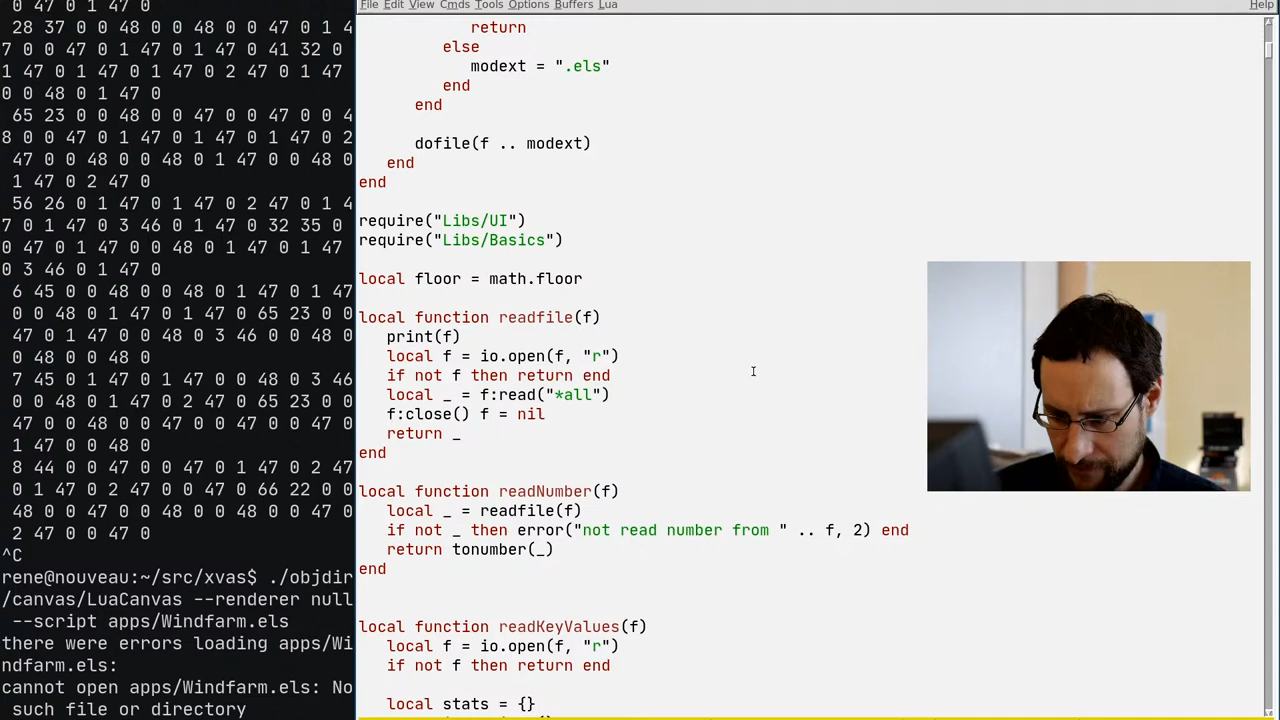 0 47 0 1 47 0
28 37 0 0 48 0 0 48 0 0 47 0 1 4
7 0 0 47 0 1 47 0 1 47 0 41 32 0
1 47 0 1 47 0 1 47 0 2 47 0 1 47
0 0 48 0 1 47 0
65 23 0 0 48 0 0 47 0 0 47 0 0 4
8 0 0 47 0 1 47 0 1 47 0 1 47 0 2
47 0 0 48 0 0 48 0 1 47 0 0 48 0
1 47 0 2 47 0
56 26 0 1 47 0 1 47 0 2 47 0 1 4
7 0 1 47 0 3 46 0 1 47 0 32 35 0 0
0 47 0 1 47 0 0 48 0 1 47 0 1 47
0 3 46 0 1 47 0
6 45 0 0 48 0 0 48 0 1 47 0 1 47
0 0 48 0 1 47 0 1 47 0 65 23 0 0
47 0 1 47 0 0 48 0 3 46 0 0 48 0
0 48 0 0 48 0
7 45 0 1 47 0 1 47 0 0 48 0 3 46
0 0 48 0 1 47 0 2 47 0 65 23 0 0
47 0 0 48 0 0 47 0 0 47 0 0 47 0
1 47 0 0 48 0
8 44 0 0 47 0 0 47 0 1 47 0 2 47
0 1 47 0 2 47 0 0 47 0 66 22 0 0
48 0 0 47 0 0 48 0 0 48 0 0 47 0
2 47 0 0 47 0
^C
rene@nouveau:~/src/xvas$ ./objdir
/canvas/LuaCanvas --renderer null
--script apps/Windfarm.els
there were errors loading apps/Wi
ndfarm.els:
cannot open apps/Windfarm.els: No
such file or directory
File Edit View Cmds Tools Options Buffers Lua Help
return
else
modext = ".els"
end
end
dofile(f .. modext)
end
end
require("Libs/UI")
require("Libs/Basics")
local floor = math.floor
local function readfile(f)
print(f)
local f = io.open(f, "r")
if not f then return end
local _ = f:read("*all")
f:close() f = nil
return _
end
local function readNumber(f)
local _ = readfile(f)
if not _ then error("not read number from " .. f, 2) end
return tonumber(_)
end
local function readKeyValues(f)
local f = io.open(f, "r")
if not f then return end
local stats = {}